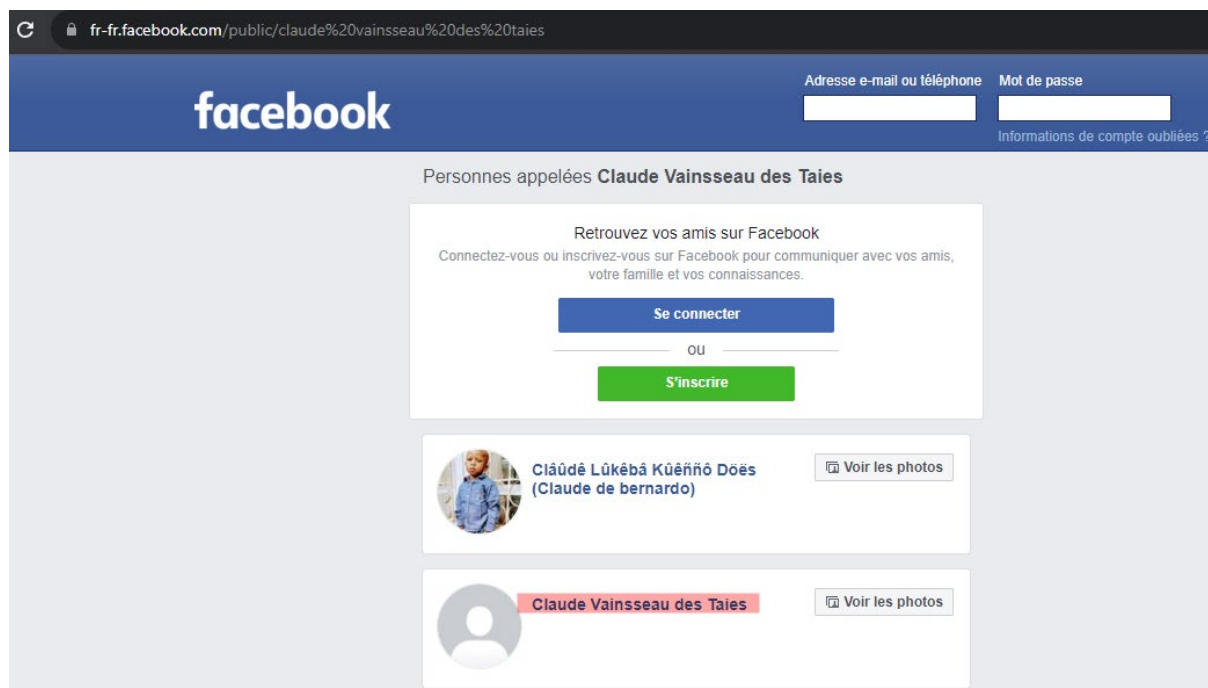 fr-fr.facebook.com/public/claude%20vainsseau%20des%20taies
Adresse e-mail ou téléphone Mot de passe
facebook
Informations de compte oubliées ?
Personnes appelées Claude Vainsseau des Taies
Retrouvez vos amis sur Facebook
Connectez-vous ou inscrivez-vous sur Facebook pour communiquer avec vos amis,
votre famille et vos connaissances.
Se connecter
ou
S'inscrire
Clâûdê Lûkêbâ Kûêññô Döës
(Claude de bernardo)
Voir les photos
Claude Vainsseau des Taies
Voir les photos